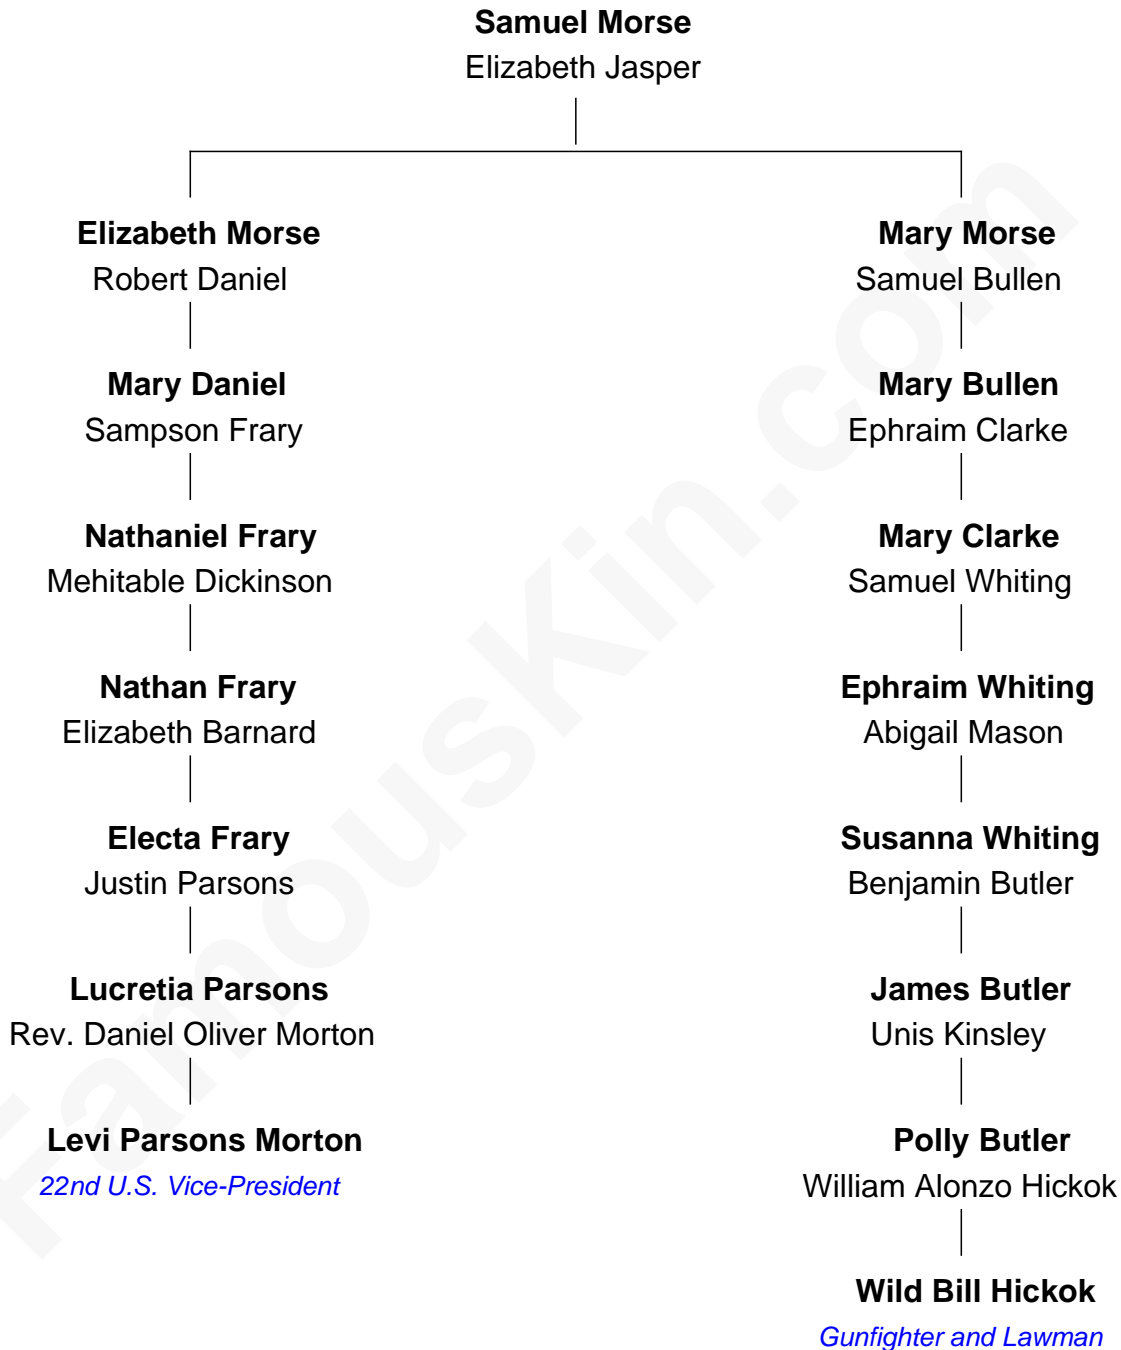 Samuel Morse
Elizabeth Jasper
Elizabeth Morse
Robert Daniel
Mary Daniel
Sampson Frary
Nathaniel Frary
Mehitable Dickinson
Nathan Frary
Elizabeth Barnard
Electa Frary
Justin Parsons
Lucretia Parsons
Rev. Daniel Oliver Morton
Levi Parsons Morton
22nd U.S. Vice-President
Mary Morse
Samuel Bullen
Mary Bullen
Ephraim Clarke
Mary Clarke
Samuel Whiting
Ephraim Whiting
Abigail Mason
Susanna Whiting
Benjamin Butler
James Butler
Unis Kinsley
Polly Butler
William Alonzo Hickok
Wild Bill Hickok
Gunfighter and Lawman
FamousKin.com